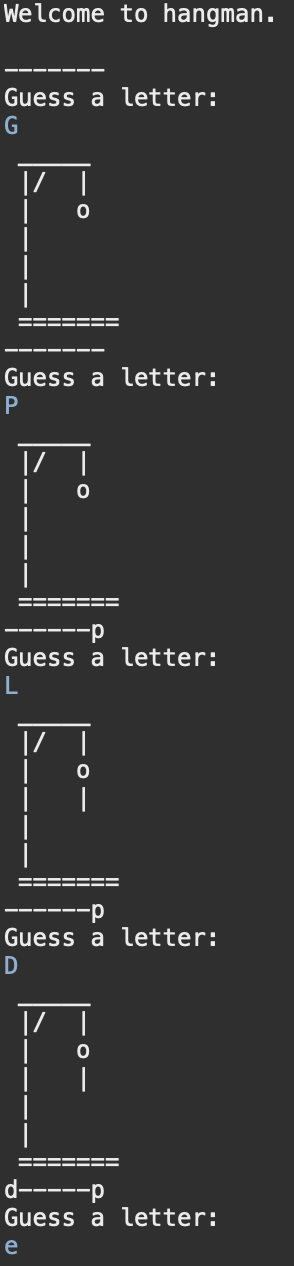 Welcome to hangman.
-------
Guess a letter:
G
 _____
 |/  |
 |   o
 |
 |
 |
 =======
-------
Guess a letter:
P
 _____
 |/  |
 |   o
 |
 |
 |
 =======
------p
Guess a letter:
L
 _____
 |/  |
 |   o
 |   |
 |
 |
 =======
------p
Guess a letter:
D
 _____
 |/  |
 |   o
 |   |
 |
 |
 =======
d-----p
Guess a letter:
e